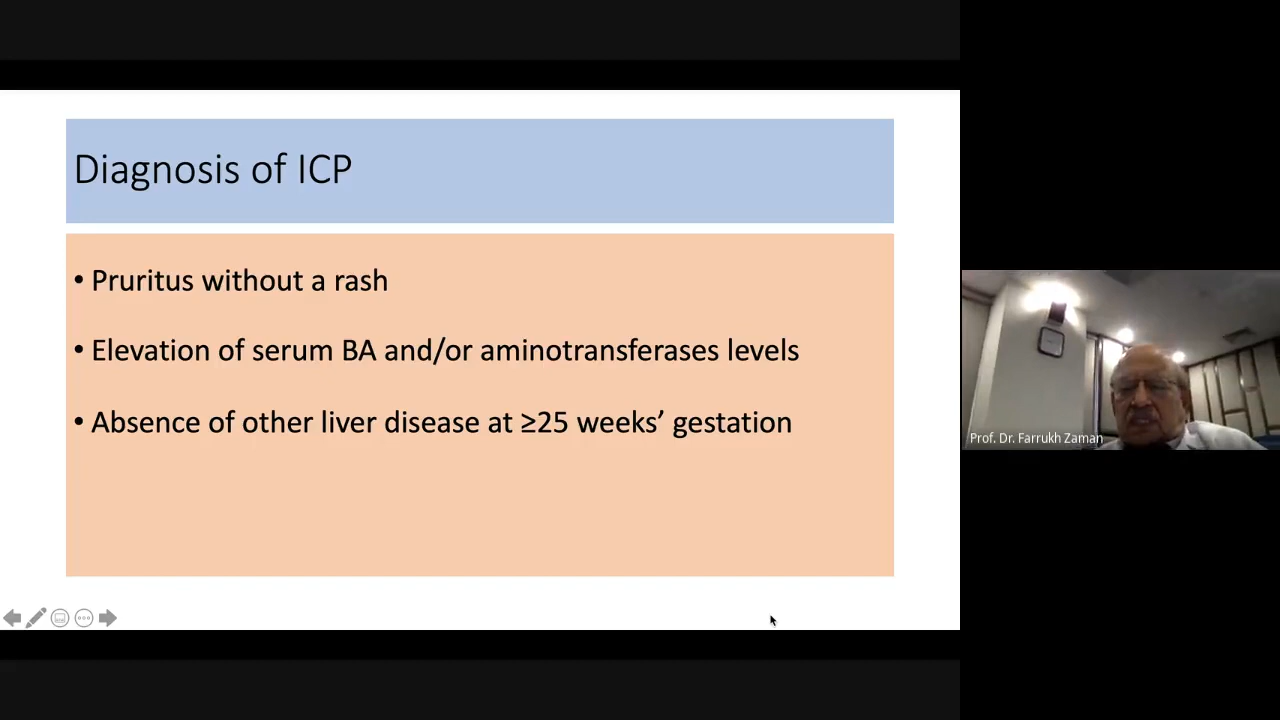 Diagnosis of ICP
• Pruritus without a rash
• Elevation of serum BA and/or aminotransferases levels
• Absence of other liver disease at ≥25 weeks’ gestation
Prof. Dr. Farrukh Zaman